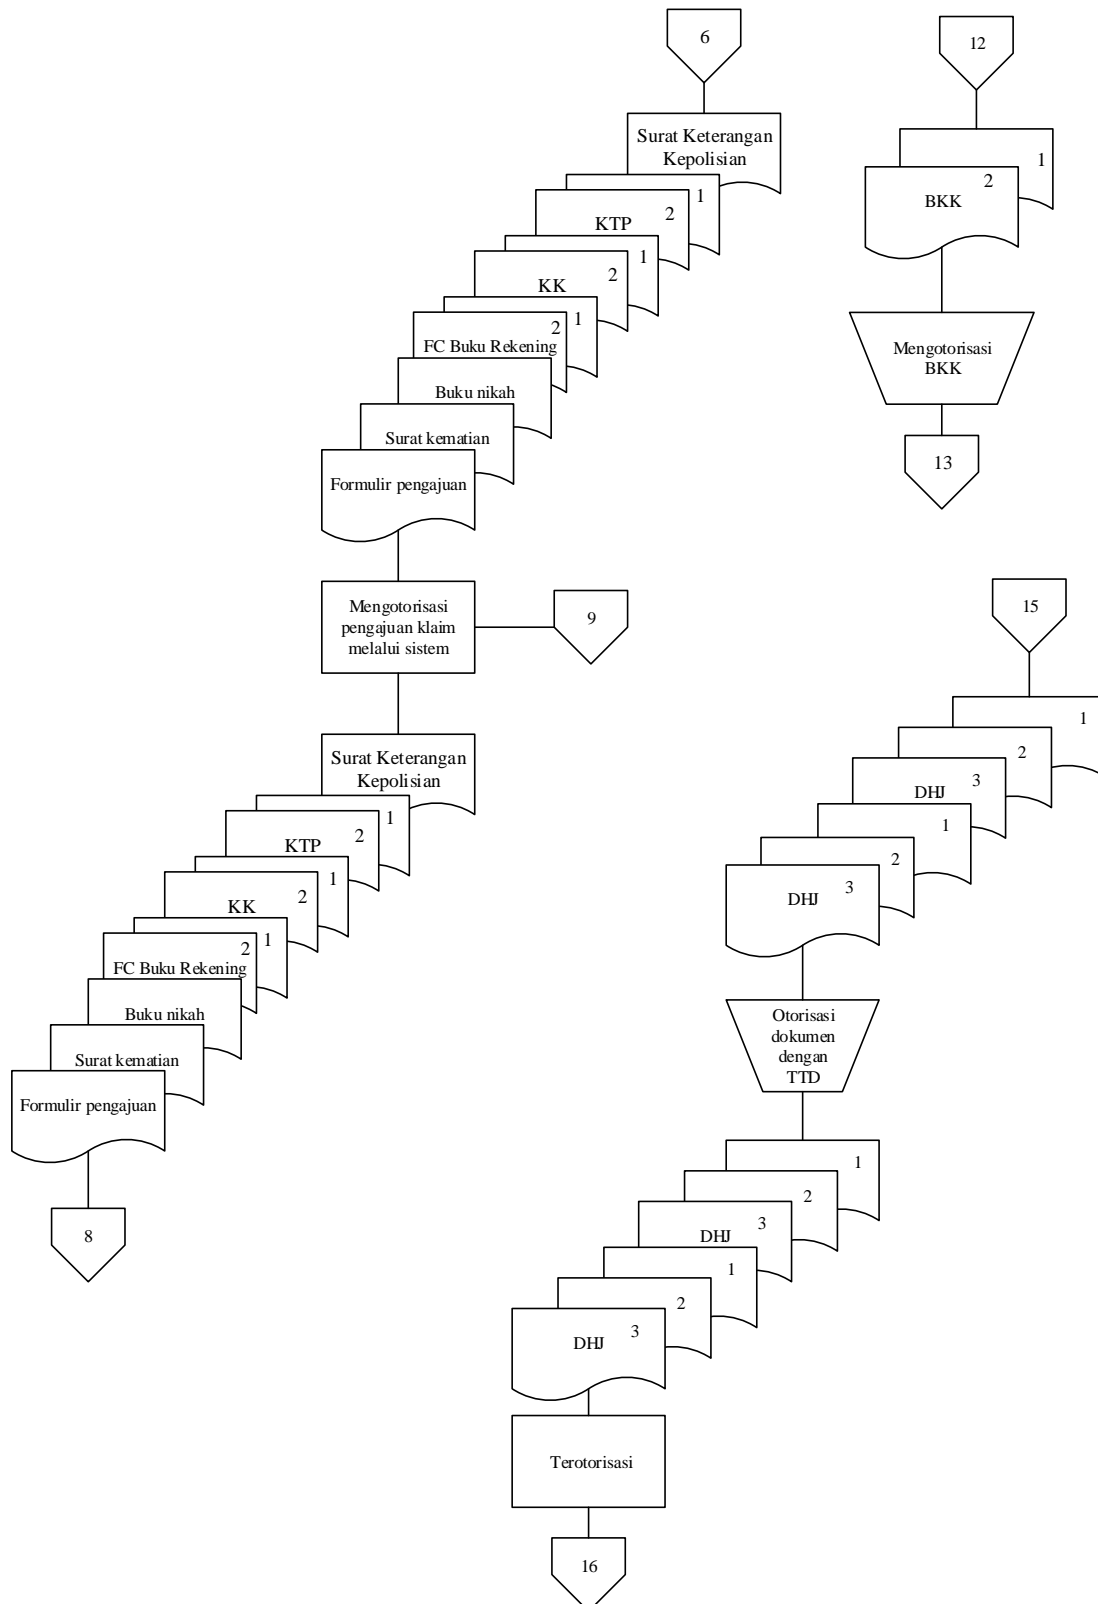 6
Surat Keterangan
Kepolisian
1
2
KTP
1
2
KK
1
2
FC Buku Rekening
Buku nikah
Surat kematian
Formulir pengajuan
Mengotorisasi
pengajuan klaim
melalui sistem
9
Surat Keterangan
Kepolisian
1
2
KTP
1
2
KK
1
2
FC Buku Rekening
Buku nikah
Surat kematian
Formulir pengajuan
8
12
1
2
BKK
Mengotorisasi
BKK
13
15
1
2
3
DHJ
1
2
3
DHJ
Otorisasi
dokumen
dengan
TTD
1
2
3
DHJ
1
2
3
DHJ
Terotorisasi
16